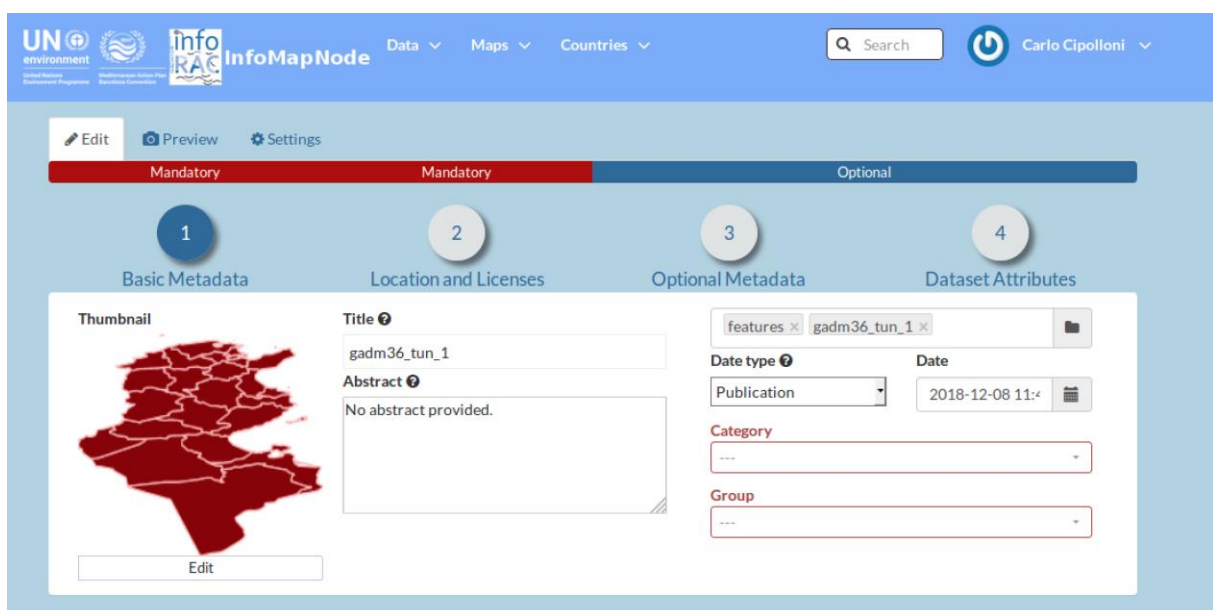 UN environment
United Nations
Environment Programme
Mediterranean Action Plan
Barcelona Convention
info
RAC
InfoMapNode
Data
Maps
Countries
Search
Carlo Cipolloni
Edit
Preview
Settings
Mandatory
Mandatory
Optional
1
2
3
4
Basic Metadata
Location and Licenses
Optional Metadata
Dataset Attributes
Thumbnail
Edit
Title
gadm36_tun_1
Abstract
No abstract provided.
features ×
gadm36_tun_1 ×
Date type
Date
Publication
2018-12-08 11:4
Category
---
Group
---